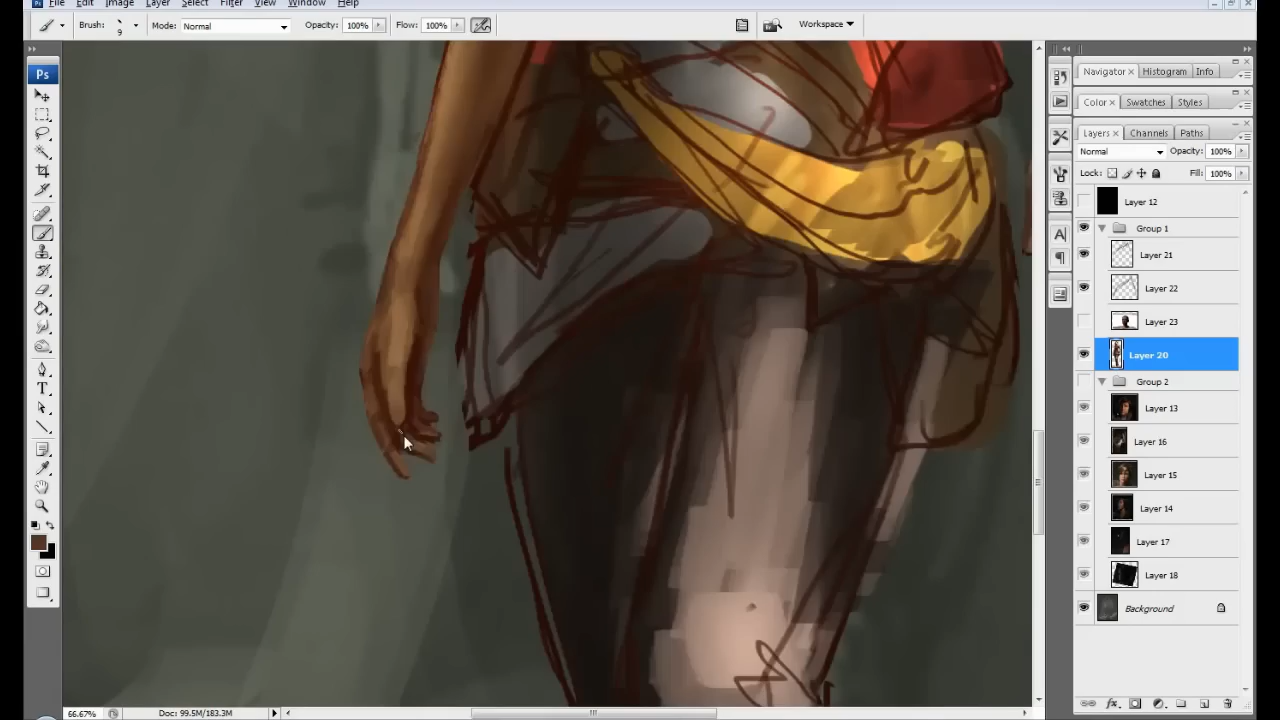 Ps File Edit Image Layer Select Filter View Window Help
Brush: 9 Mode: Normal Opacity: 100% Flow: 100% Workspace
Ps
Navigator × Histogram Info
Color × Swatches Styles
Layers × Channels Paths
Normal Opacity: 100%
Lock: Fill: 100%
Layer 12
Group 1
Layer 21
Layer 22
Layer 23
Layer 20
Group 2
Layer 13
Layer 16
Layer 15
Layer 14
Layer 17
Layer 18
Background
66.67% Doc: 99.5M/183.3M